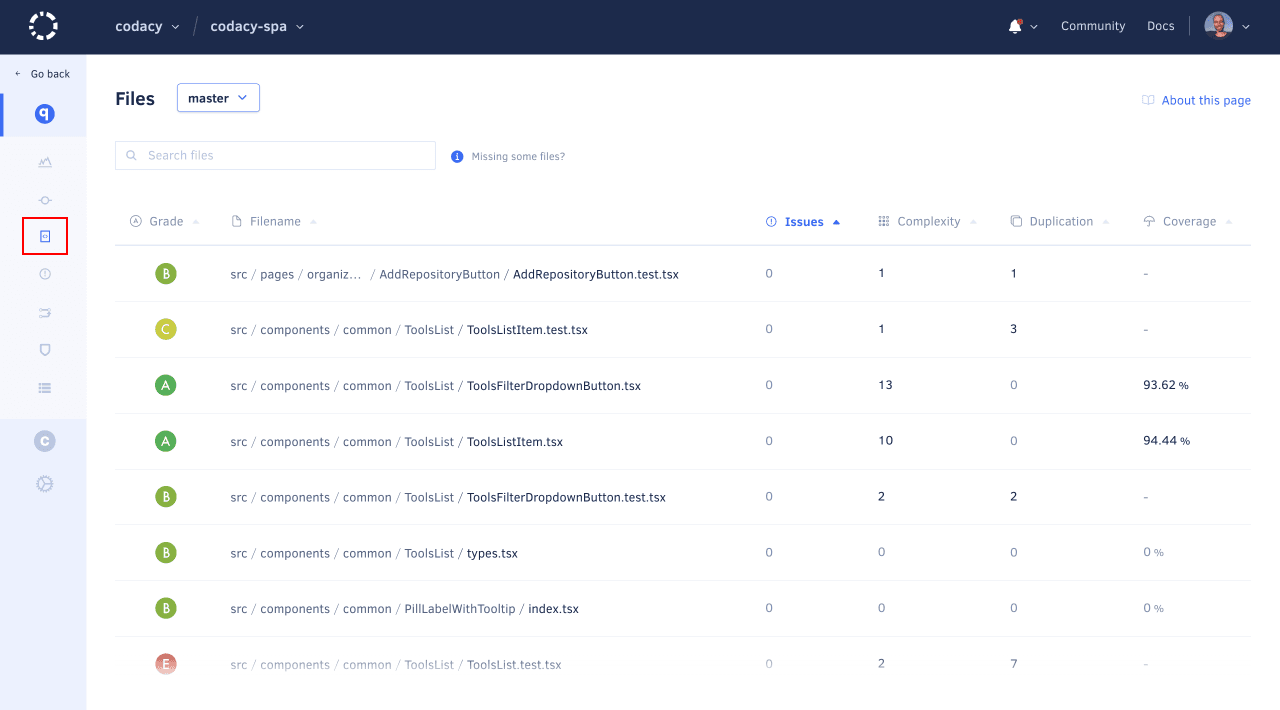 codacy / codacy-spa Community Docs
Go back
Files master About this page
Search files Missing some files?
Grade Filename Issues Complexity Duplication Coverage
B src / pages / organiz... / AddRepositoryButton / AddRepositoryButton.test.tsx 0 1 1 -
C src / components / common / ToolsList / ToolsListItem.test.tsx 0 1 3 -
A src / components / common / ToolsList / ToolsFilterDropdownButton.tsx 0 13 0 93.62 %
A src / components / common / ToolsList / ToolsListItem.tsx 0 10 0 94.44 %
B src / components / common / ToolsList / ToolsFilterDropdownButton.test.tsx 0 2 2 -
B src / components / common / ToolsList / types.tsx 0 0 0 0 %
B src / components / common / PillLabelWithTooltip / index.tsx 0 0 0 0 %
E src / components / common / ToolsList / ToolsList.test.tsx 0 2 7 -
C